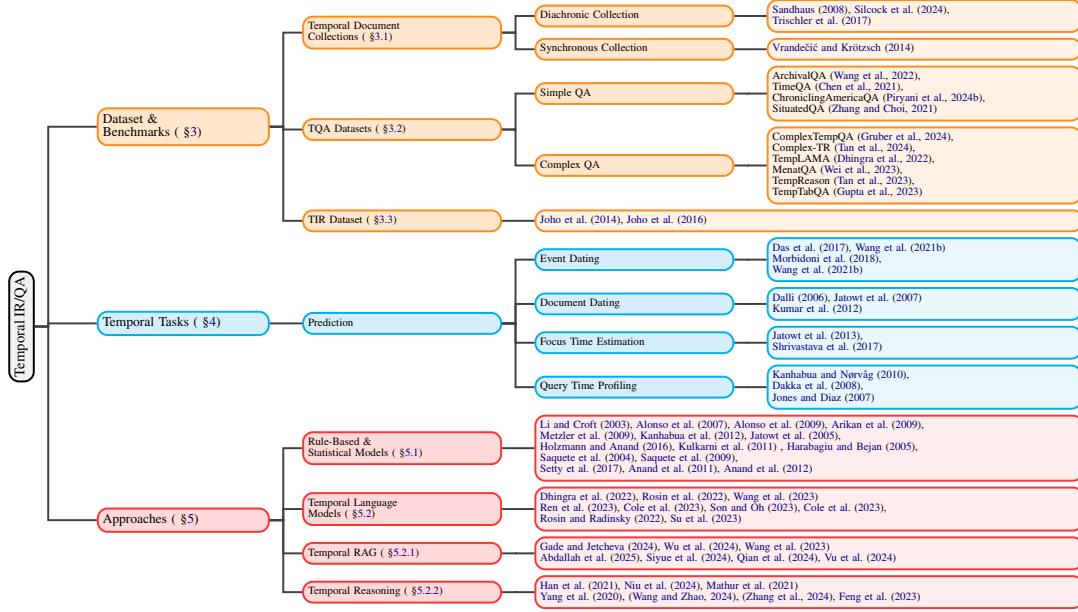 Temporal IR/QA
Dataset &
Benchmarks ( §3)
Temporal Document
Collections ( §3.1)
Diachronic Collection
Sandhaus (2008), Silcock et al. (2024),
Trischler et al. (2017)
Synchronous Collection
Vrandečić and Krötzsch (2014)
TQA Datasets ( §3.2)
Simple QA
ArchivalQA (Wang et al., 2022),
TimeQA (Chen et al., 2021),
ChroniclingAmericaQA (Piryani et al., 2024b),
SituatedQA (Zhang and Choi, 2021)
Complex QA
ComplexTempQA (Gruber et al., 2024),
Complex-TR (Tan et al., 2024),
TempLAMA (Dhingra et al., 2022),
MenatQA (Wei et al., 2023),
TempReason (Tan et al., 2023),
TempTabQA (Gupta et al., 2023)
TIR Dataset ( §3.3)
Joho et al. (2014), Joho et al. (2016)
Temporal Tasks ( §4)
Prediction
Event Dating
Das et al. (2017), Wang et al. (2021b)
Morbidoni et al. (2018),
Wang et al. (2021b)
Document Dating
Dalli (2006), Jatowt et al. (2007)
Kumar et al. (2012)
Focus Time Estimation
Jatowt et al. (2013),
Shrivastava et al. (2017)
Query Time Profiling
Kanhabua and Nørvåg (2010),
Dakka et al. (2008),
Jones and Diaz (2007)
Approaches ( §5)
Rule-Based &
Statistical Models ( §5.1)
Li and Croft (2003), Alonso et al. (2007), Alonso et al. (2009), Arikan et al. (2009),
Metzler et al. (2009), Kanhabua et al. (2012), Jatowt et al. (2005),
Holzmann and Anand (2016), Kulkarni et al. (2011) , Harabagiu and Bejan (2005),
Saquete et al. (2004), Saquete et al. (2009),
Setty et al. (2017), Anand et al. (2011), Anand et al. (2012)
Temporal Language
Models ( §5.2)
Dhingra et al. (2022), Rosin et al. (2022), Wang et al. (2023)
Ren et al. (2023), Cole et al. (2023), Son and Oh (2023), Cole et al. (2023),
Rosin and Radinsky (2022), Su et al. (2023)
Temporal RAG ( §5.2.1)
Gade and Jetcheva (2024), Wu et al. (2024), Wang et al. (2023)
Abdallah et al. (2025), Siyue et al. (2024), Qian et al. (2024), Vu et al. (2024)
Temporal Reasoning ( §5.2.2)
Han et al. (2021), Niu et al. (2024), Mathur et al. (2021)
Yang et al. (2020), (Wang and Zhao, 2024), (Zhang et al., 2024), Feng et al. (2023)